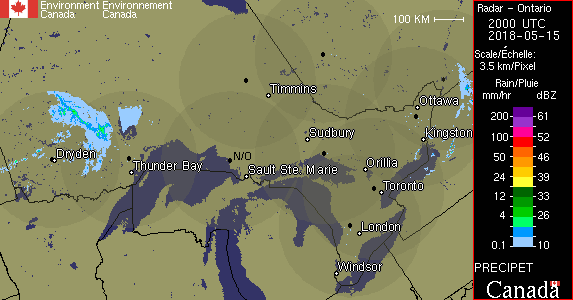 Environment Environnement
Canada Canada
100 KM
Timmins
Ottawa
Sudbury
Kingston
Dryden
N/O
Thunder Bay
Sault Ste. Marie
Orillia
Toronto
London
Windsor
Radar - Ontario
2000 UTC
2018-05-15
Scale/Échelle:
3.5 km/Pixel
Rain/Pluie
mm/hr dBZ
200 61
100 52
50 46
24 39
12 33
4 26
0.1 10
PRECIPET
Canada